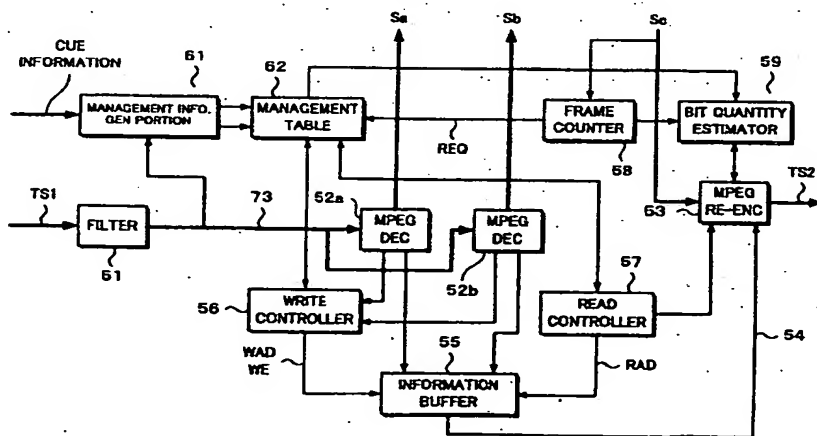 Sa
Sb
Sc
CUE
INFORMATION
61
62
59
MANAGEMENT INFO.
GEN PORTION
MANAGEMENT
TABLE
FRAME
COUNTER
BIT QUANTITY
ESTIMATOR
REQ
58
TS1
73
52a
TS2
FILTER
MPEG
DEC
MPEG
DEC
53
MPEG
RE-ENC
51
52b
57
56
WRITE
CONTROLLER
READ
CONTROLLER
54
WAD
WE
55
RAD
INFORMATION
BUFFER